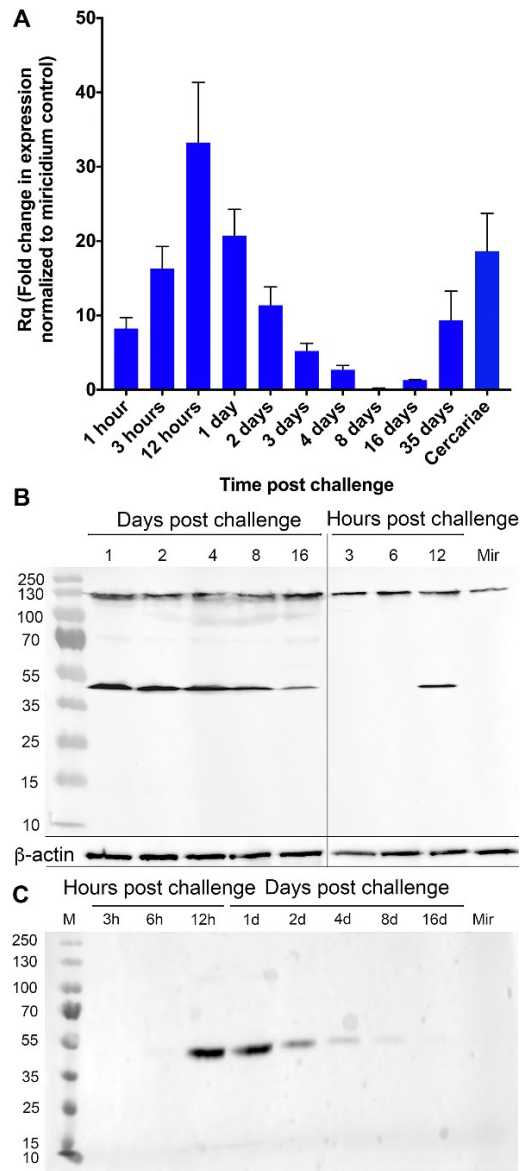 A
50
40
30
20
10
0
Rq (Fold change in expression
normalized to miricidium control)
1 hour
3 hours
12 hours
1 day
2 days
3 days
4 days
8 days
16 days
35 days
Cercariae
Time post challenge
B
Days post challenge Hours post challenge
1 2 4 8 16 3 6 12 Mir
250
130
100
70
55
35
25
15
10
β-actin
C
Hours post challenge Days post challenge
M 3h 6h 12h 1d 2d 4d 8d 16d Mir
250
130
100
70
55
35
25
15
10